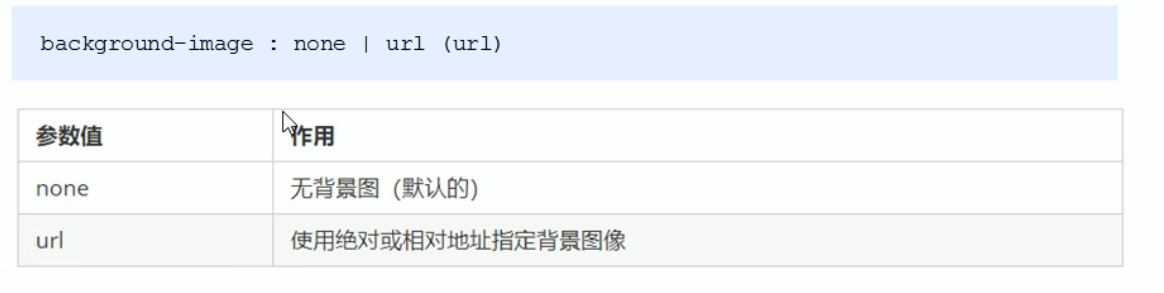 background-image : none | url (url)
参数值 作用
none 无背景图（默认的）
url 使用绝对或相对地址指定背景图像